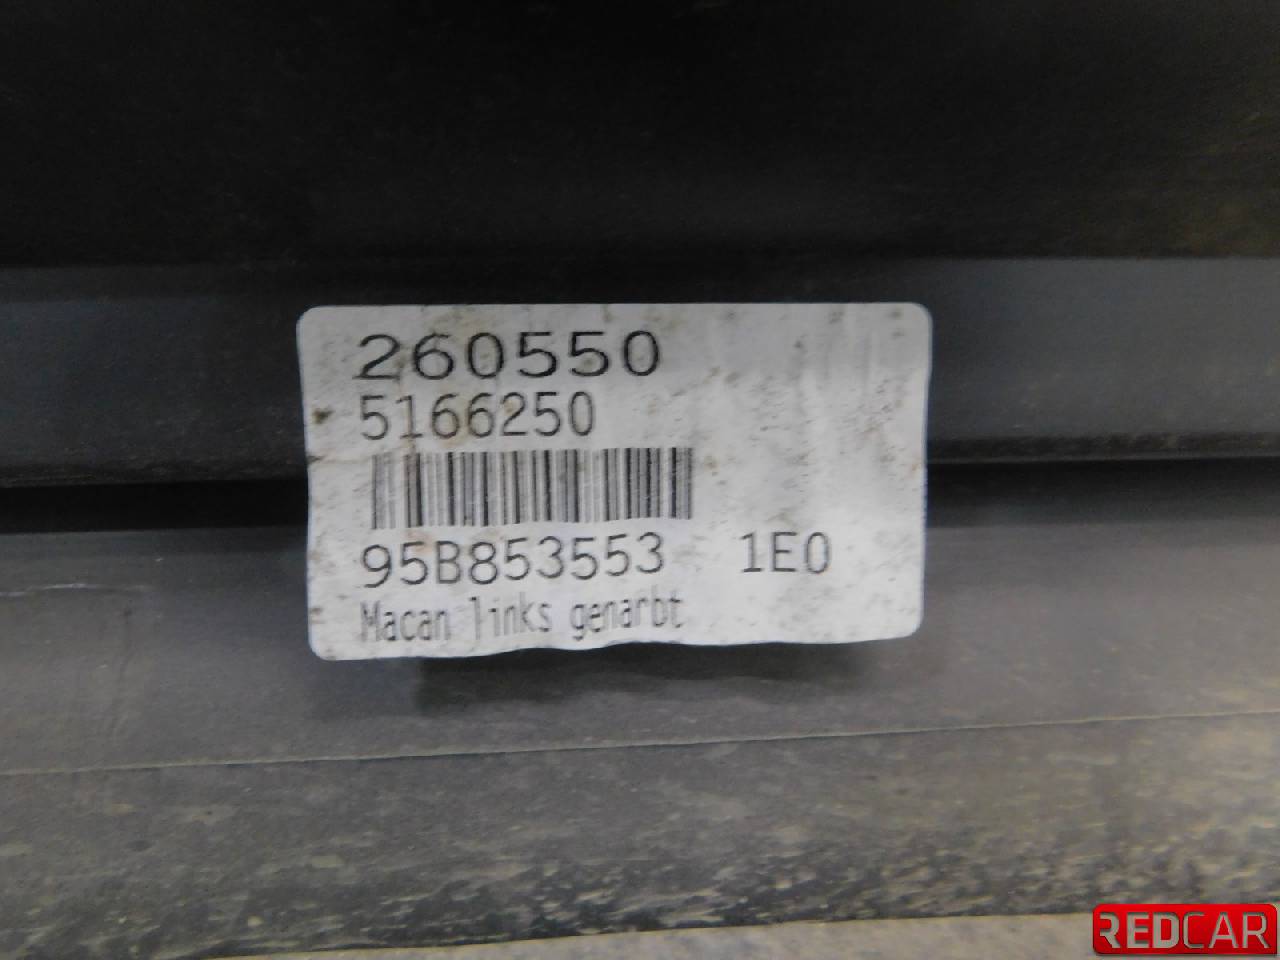 260550
5166250
95B853553 1E0
Macan links genarbt
REDCAR